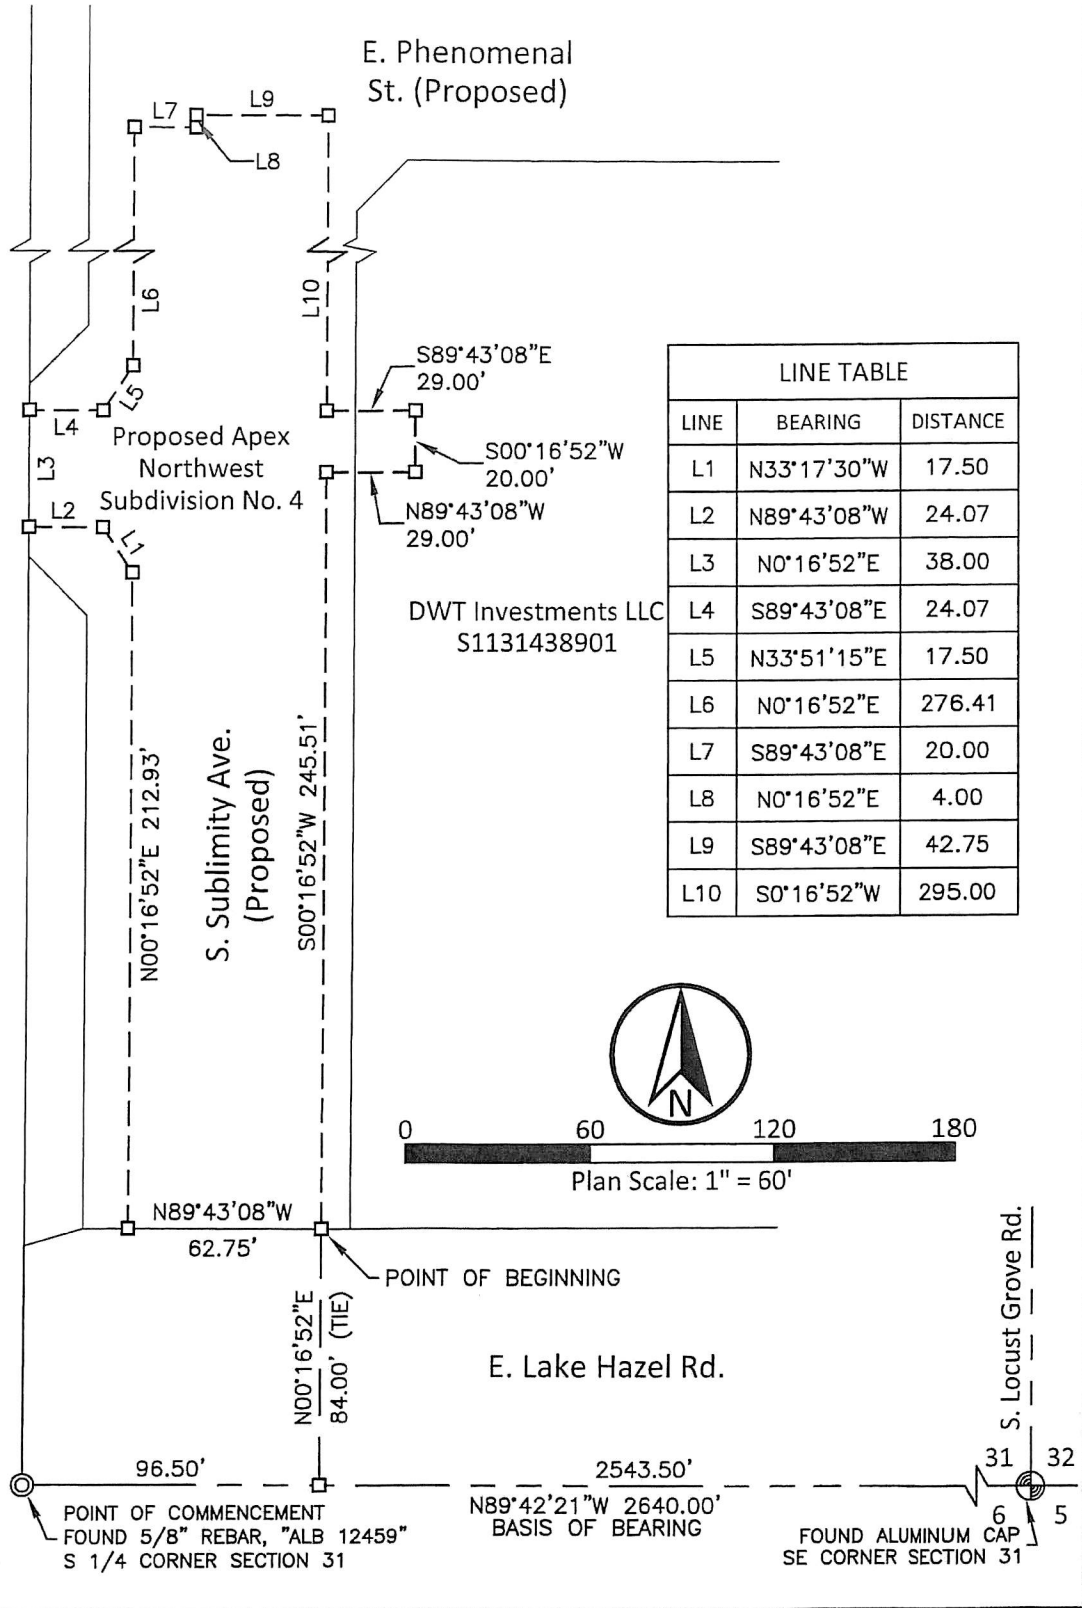 E. Phenomenal
St. (Proposed)
L7
L9
L8
L6
L10
L5
L4
L3
L2
L1
S89°43'08"E
29.00'
S00°16'52"W
20.00'
N89°43'08"W
29.00'
Proposed Apex
Northwest
Subdivision No. 4
DWT Investments LLC
S1131438901
LINE TABLE
LINE BEARING DISTANCE
L1 N33°17'30"W 17.50
L2 N89°43'08"W 24.07
L3 N0°16'52"E 38.00
L4 S89°43'08"E 24.07
L5 N33°51'15"E 17.50
L6 N0°16'52"E 276.41
L7 S89°43'08"E 20.00
L8 N0°16'52"E 4.00
L9 S89°43'08"E 42.75
L10 S0°16'52"W 295.00
N00°16'52"E 212.93'
S. Sublimity Ave.
(Proposed)
S00°16'52"W 245.51'
N
0 60 120 180
Plan Scale: 1" = 60'
N89°43'08"W
62.75'
POINT OF BEGINNING
N00°16'52"E
84.00' (TIE)
E. Lake Hazel Rd.
S. Locust Grove Rd.
96.50'
2543.50'
N89°42'21"W 2640.00'
BASIS OF BEARING
31 32
6 5
POINT OF COMMENCEMENT
FOUND 5/8" REBAR, "ALB 12459"
S 1/4 CORNER SECTION 31
FOUND ALUMINUM CAP
SE CORNER SECTION 31